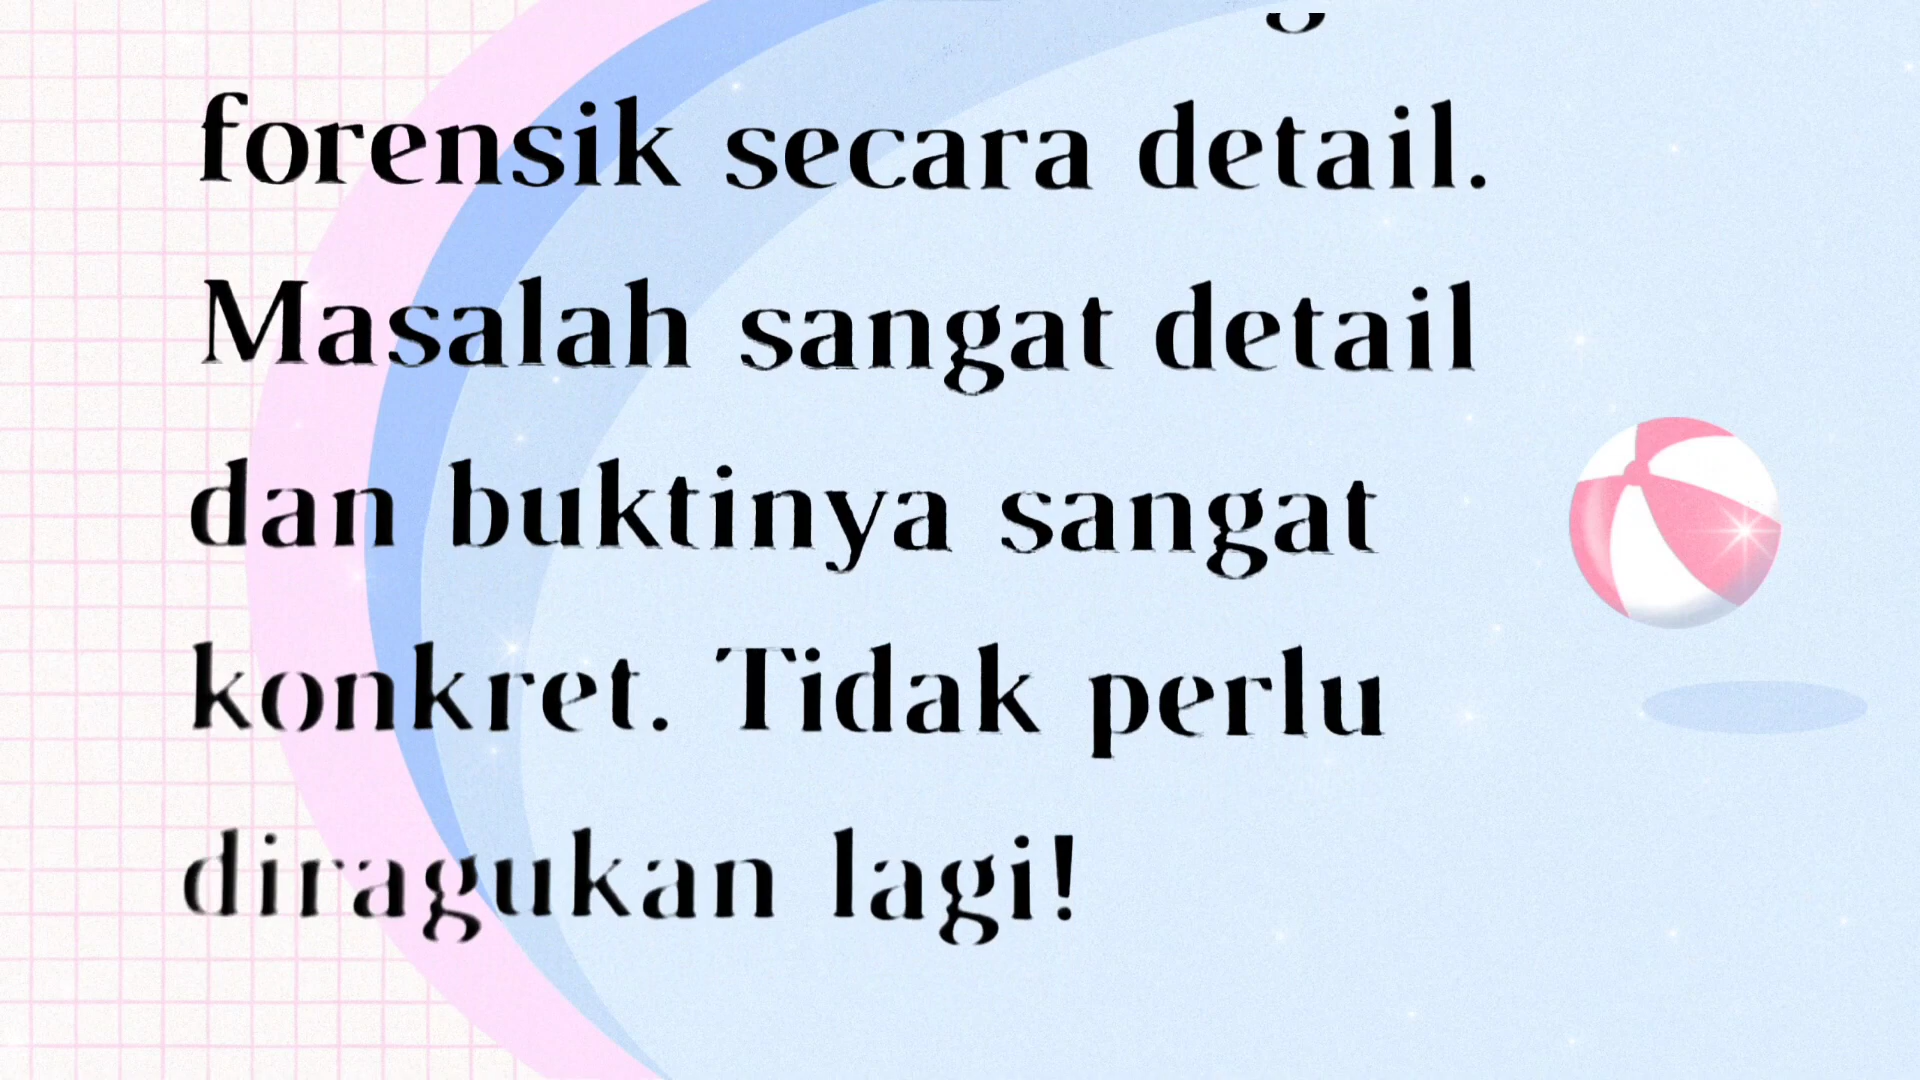 forensik secara detail.
Masalah sangat detail
dan buktinya sangat
konkret. Tidak perlu
diragukan lagi!